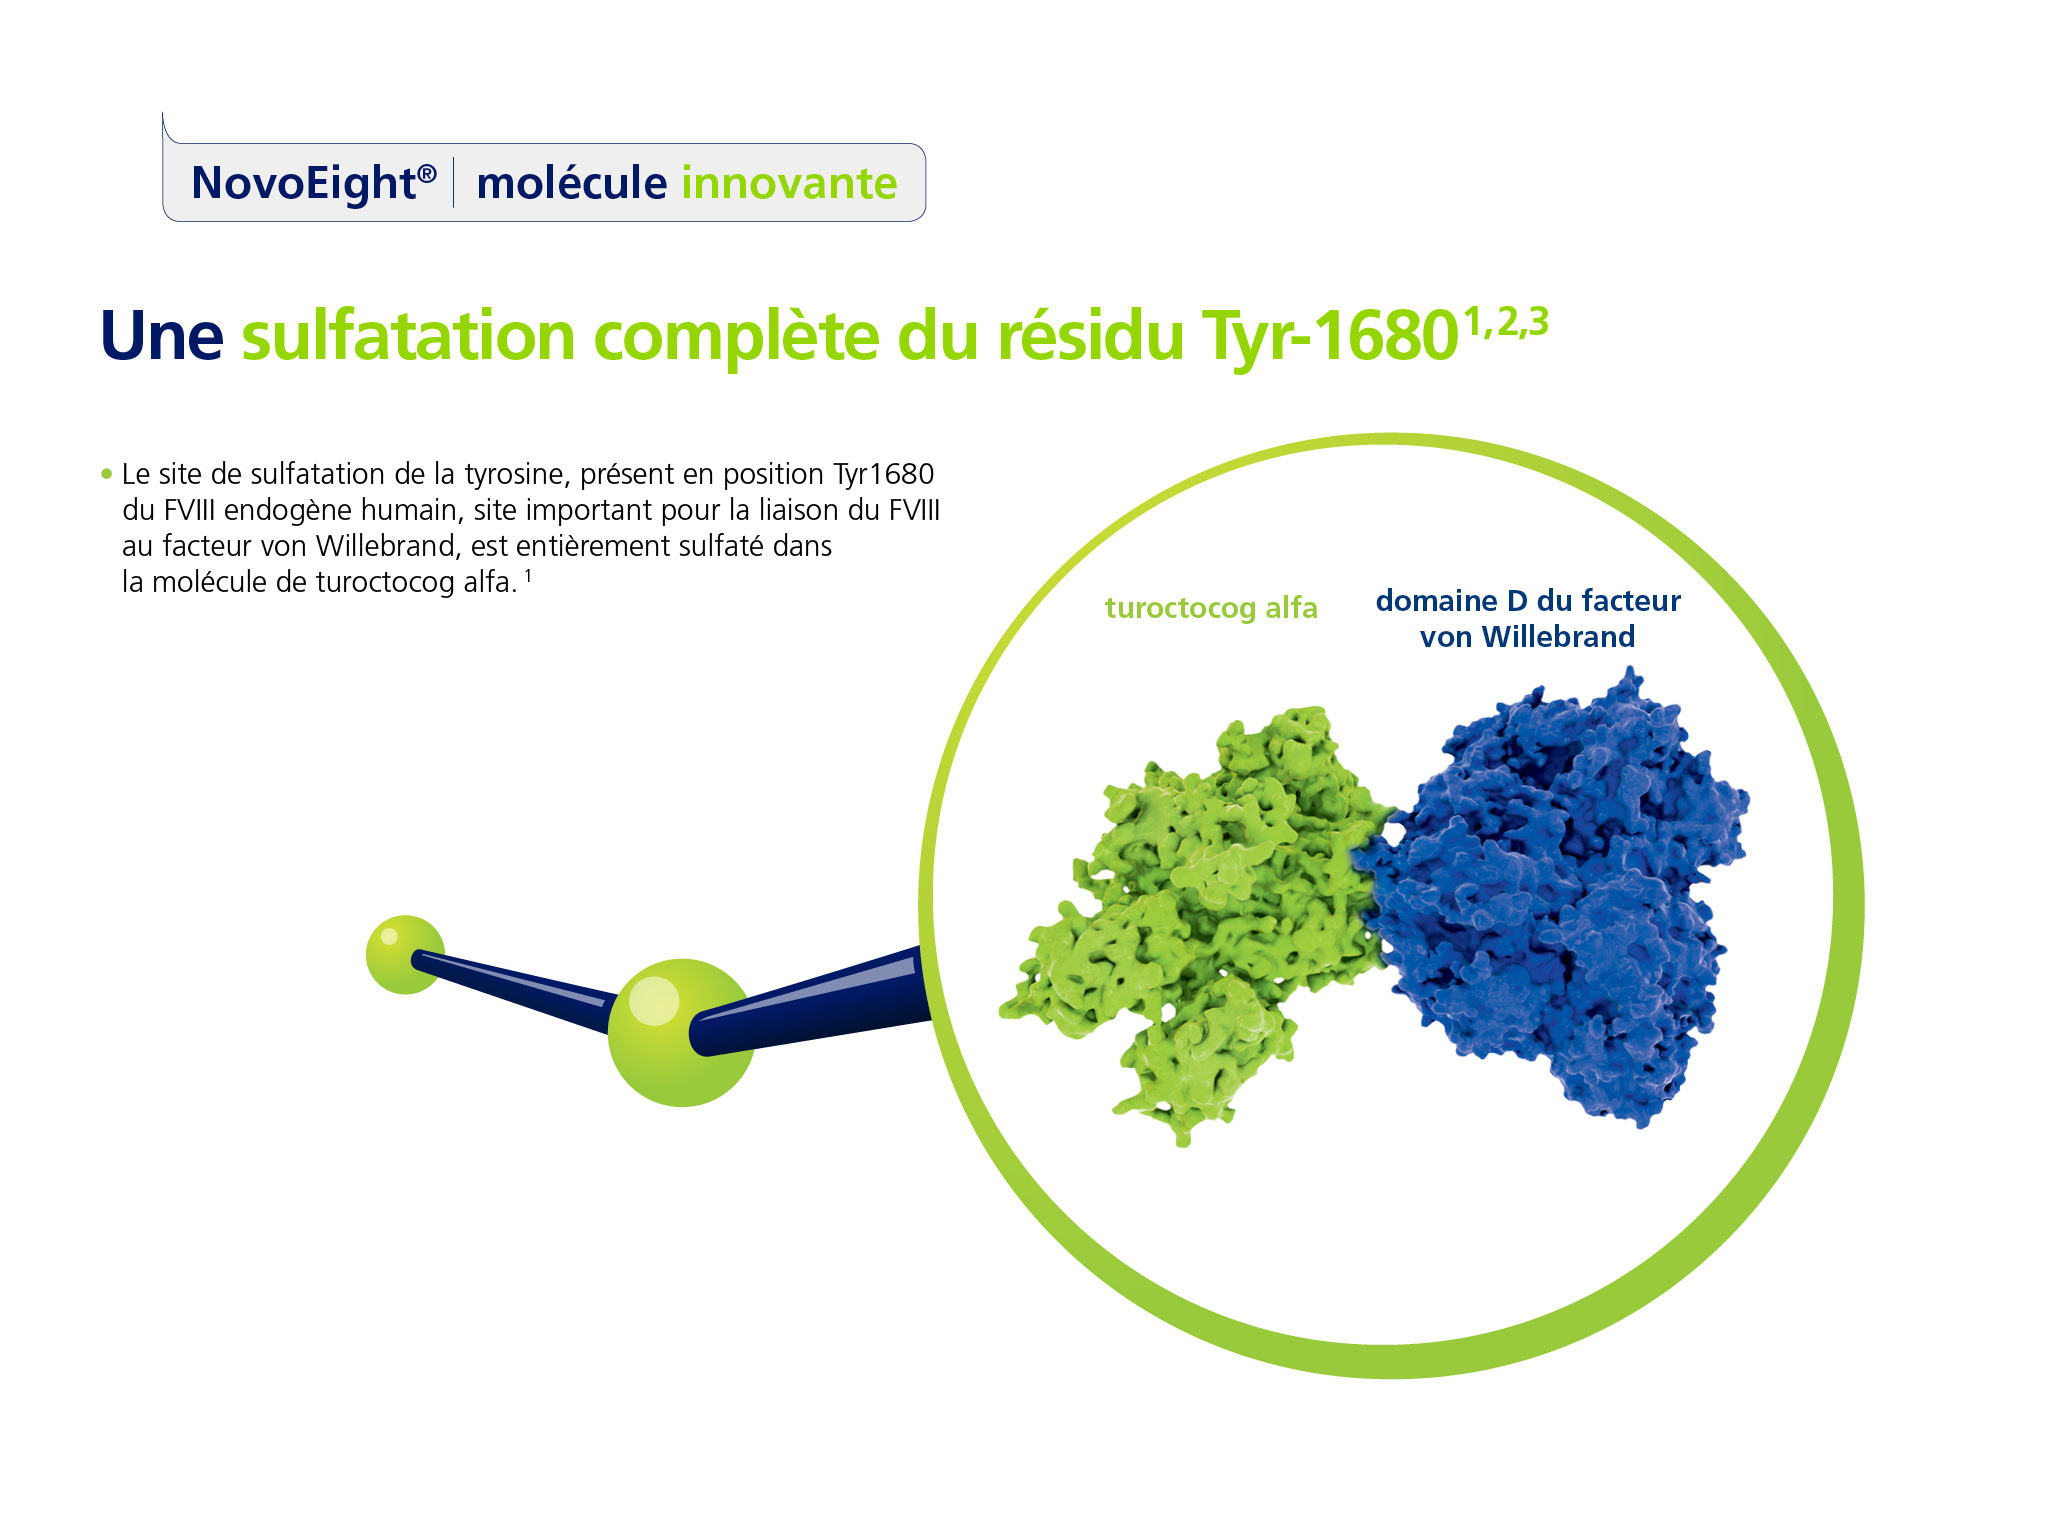 NovoEight® | molécule innovante
Une sulfatation complète du résidu Tyr-1680 1,2,3
• Le site de sulfatation de la tyrosine, présent en position Tyr1680
du FVIII endogène humain, site important pour la liaison du FVIII
au facteur von Willebrand, est entièrement sulfaté dans
la molécule de turoctocog alfa. 1
turoctocog alfa
domaine D du facteur
von Willebrand